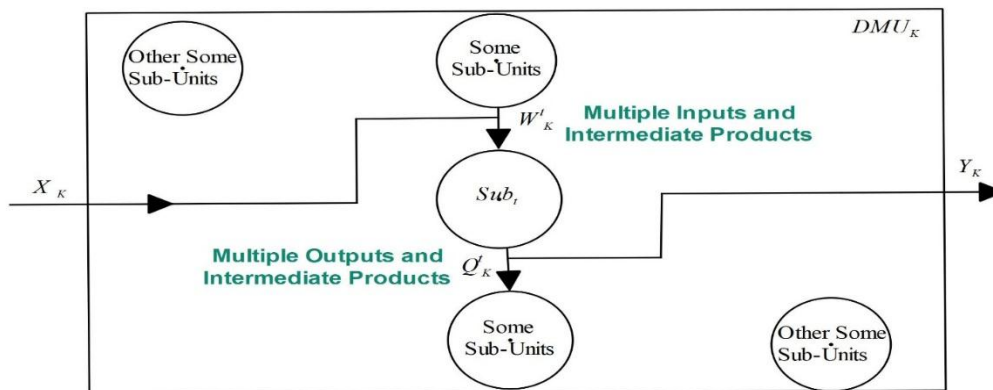 DMU_K
Other Some
Sub-Units
Some
Sub-Units
W^t_K
Multiple Inputs and
Intermediate Products
X_K
Y_K
Sub_t
Multiple Outputs and
Intermediate Products
Q^t_K
Some
Sub-Units
Other Some
Sub-Units